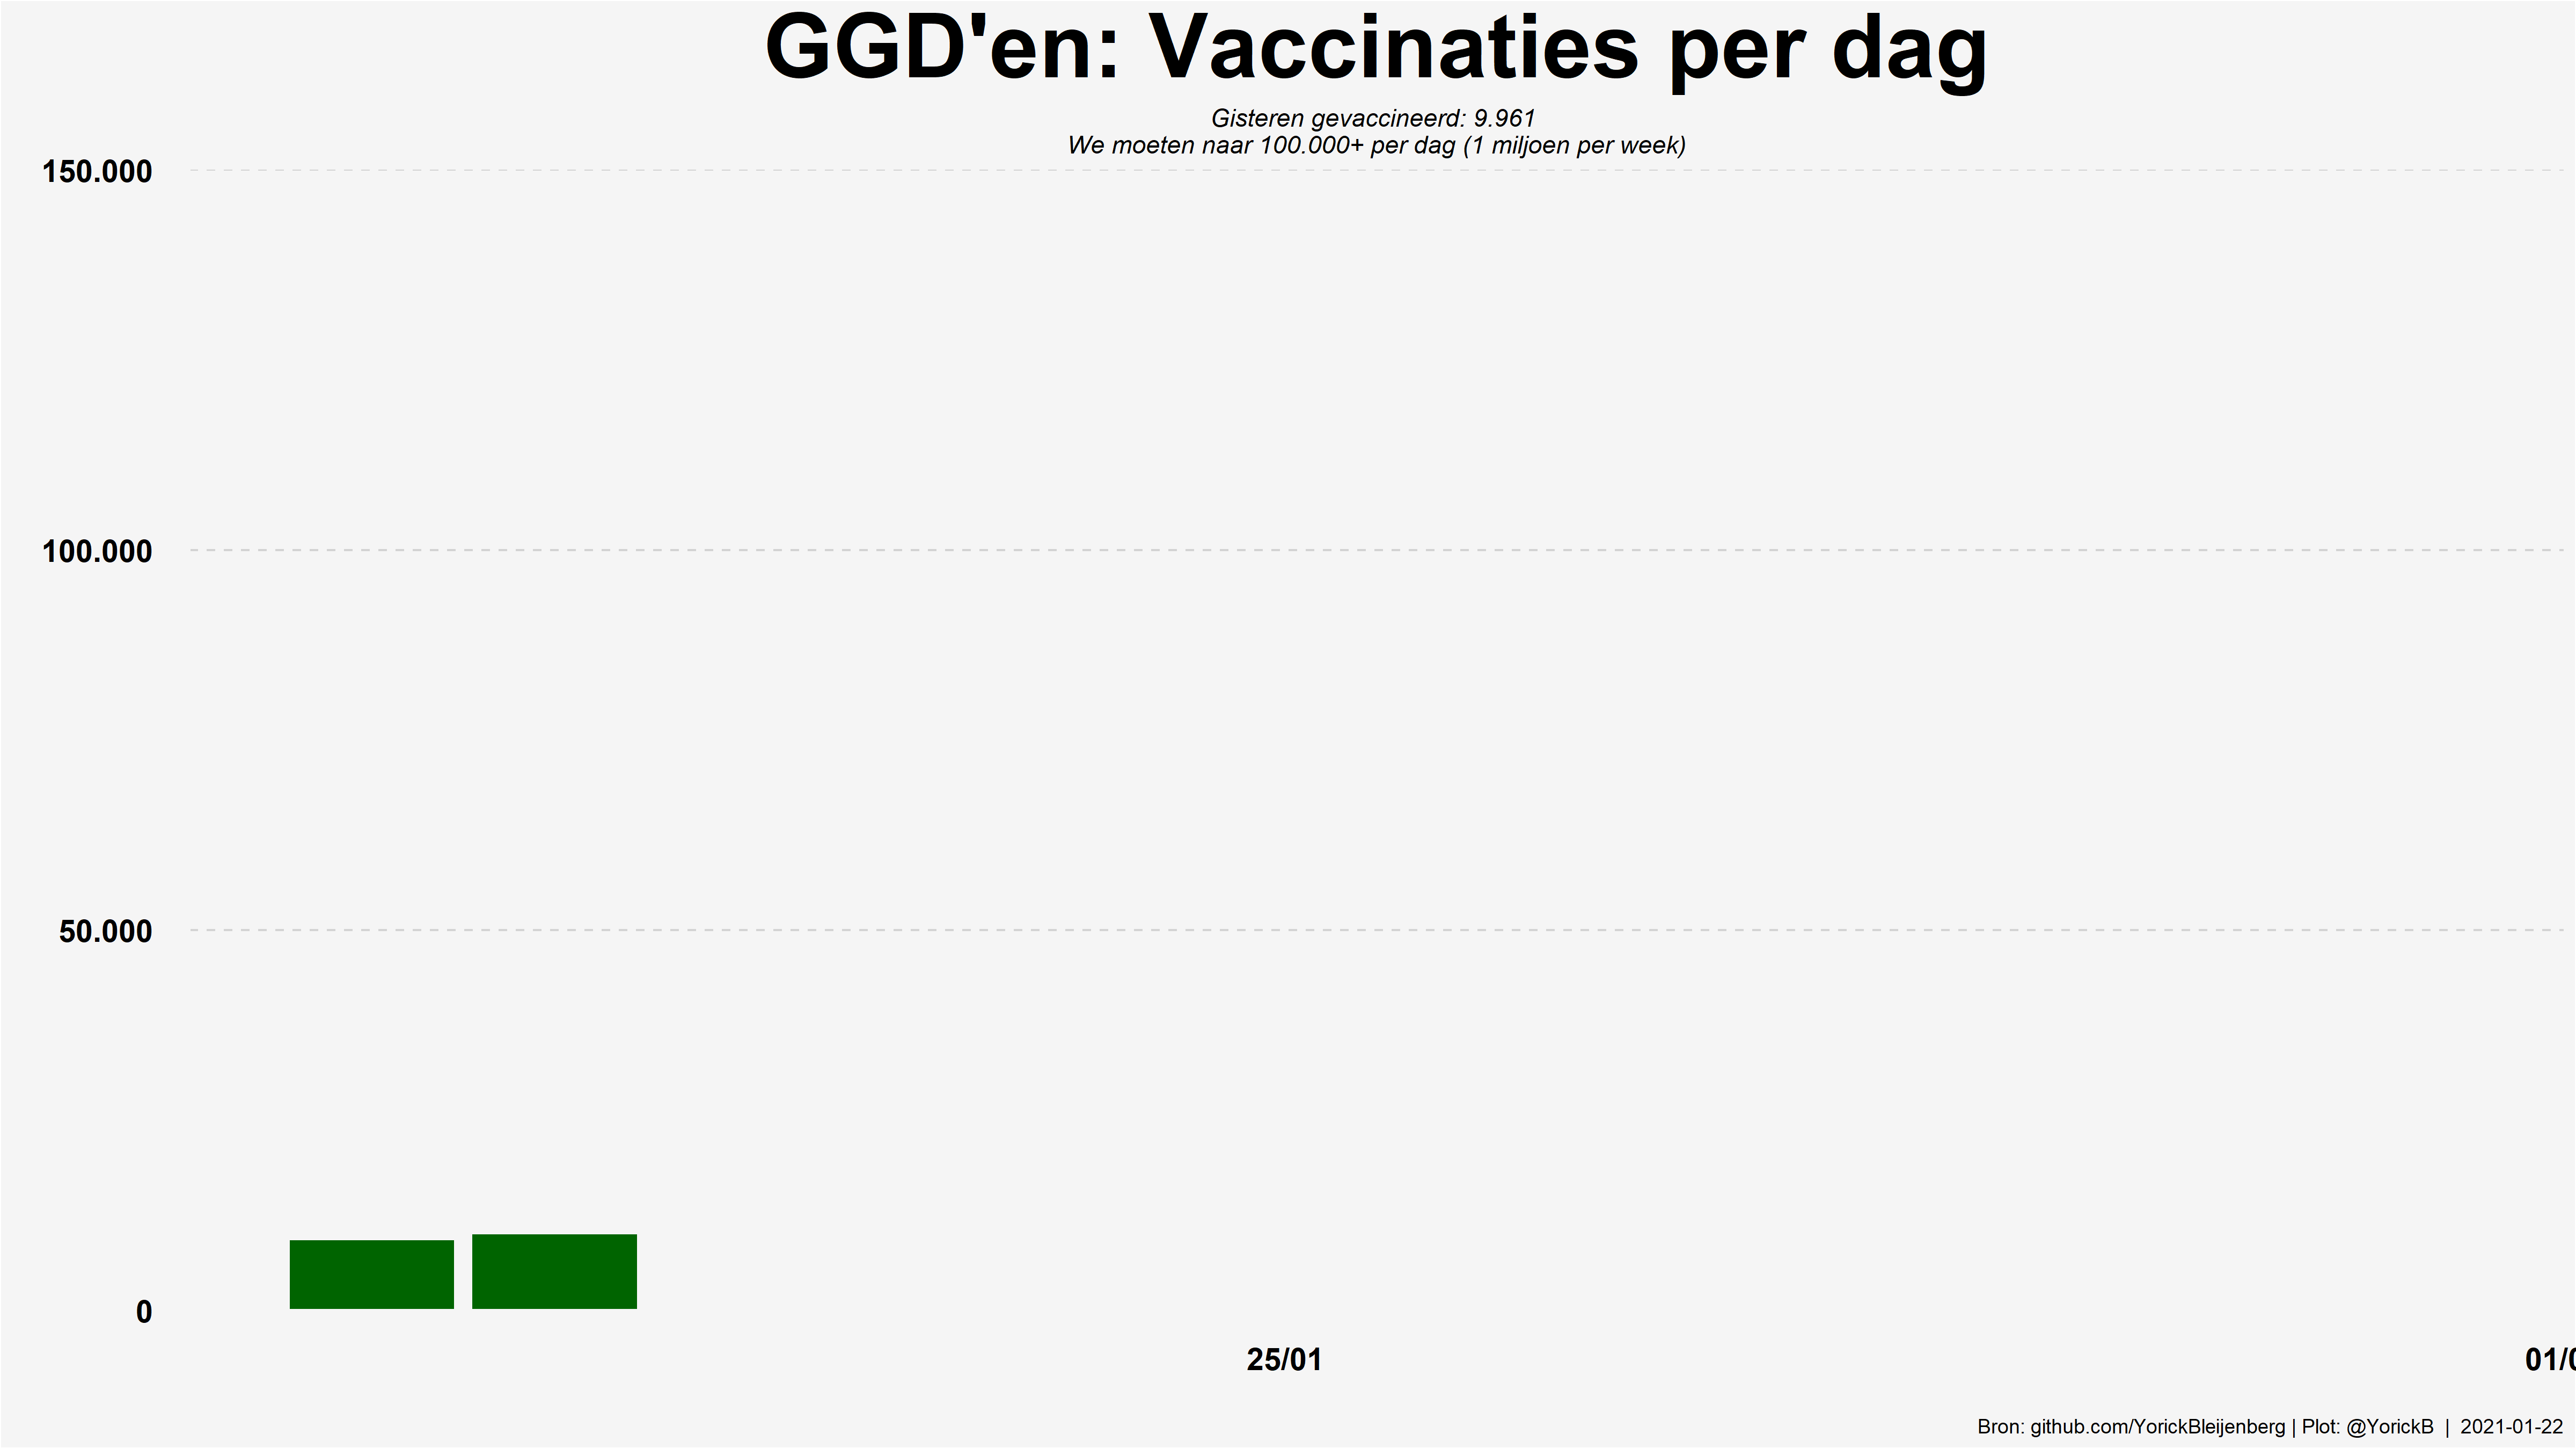 GGD'en: Vaccinaties per dag
Gisteren gevaccineerd: 9.961
We moeten naar 100.000+ per dag (1 miljoen per week)
150.000
100.000
50.000
0
25/01
01/0
Bron: github.com/YorickBleijenberg | Plot: @YorickB | 2021-01-22